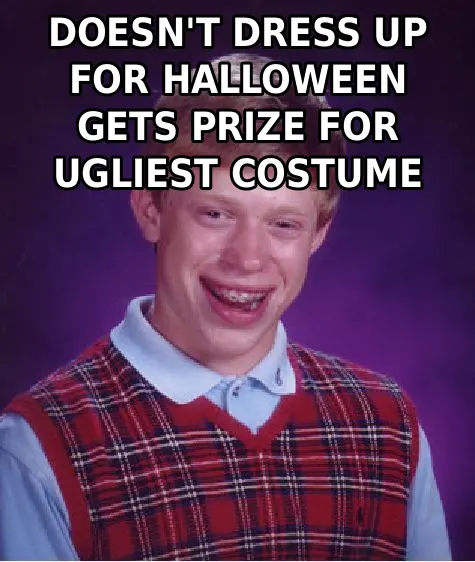 DOESN'T DRESS UP
FOR HALLOWEEN
GETS PRIZE FOR
UGLIEST COSTUME